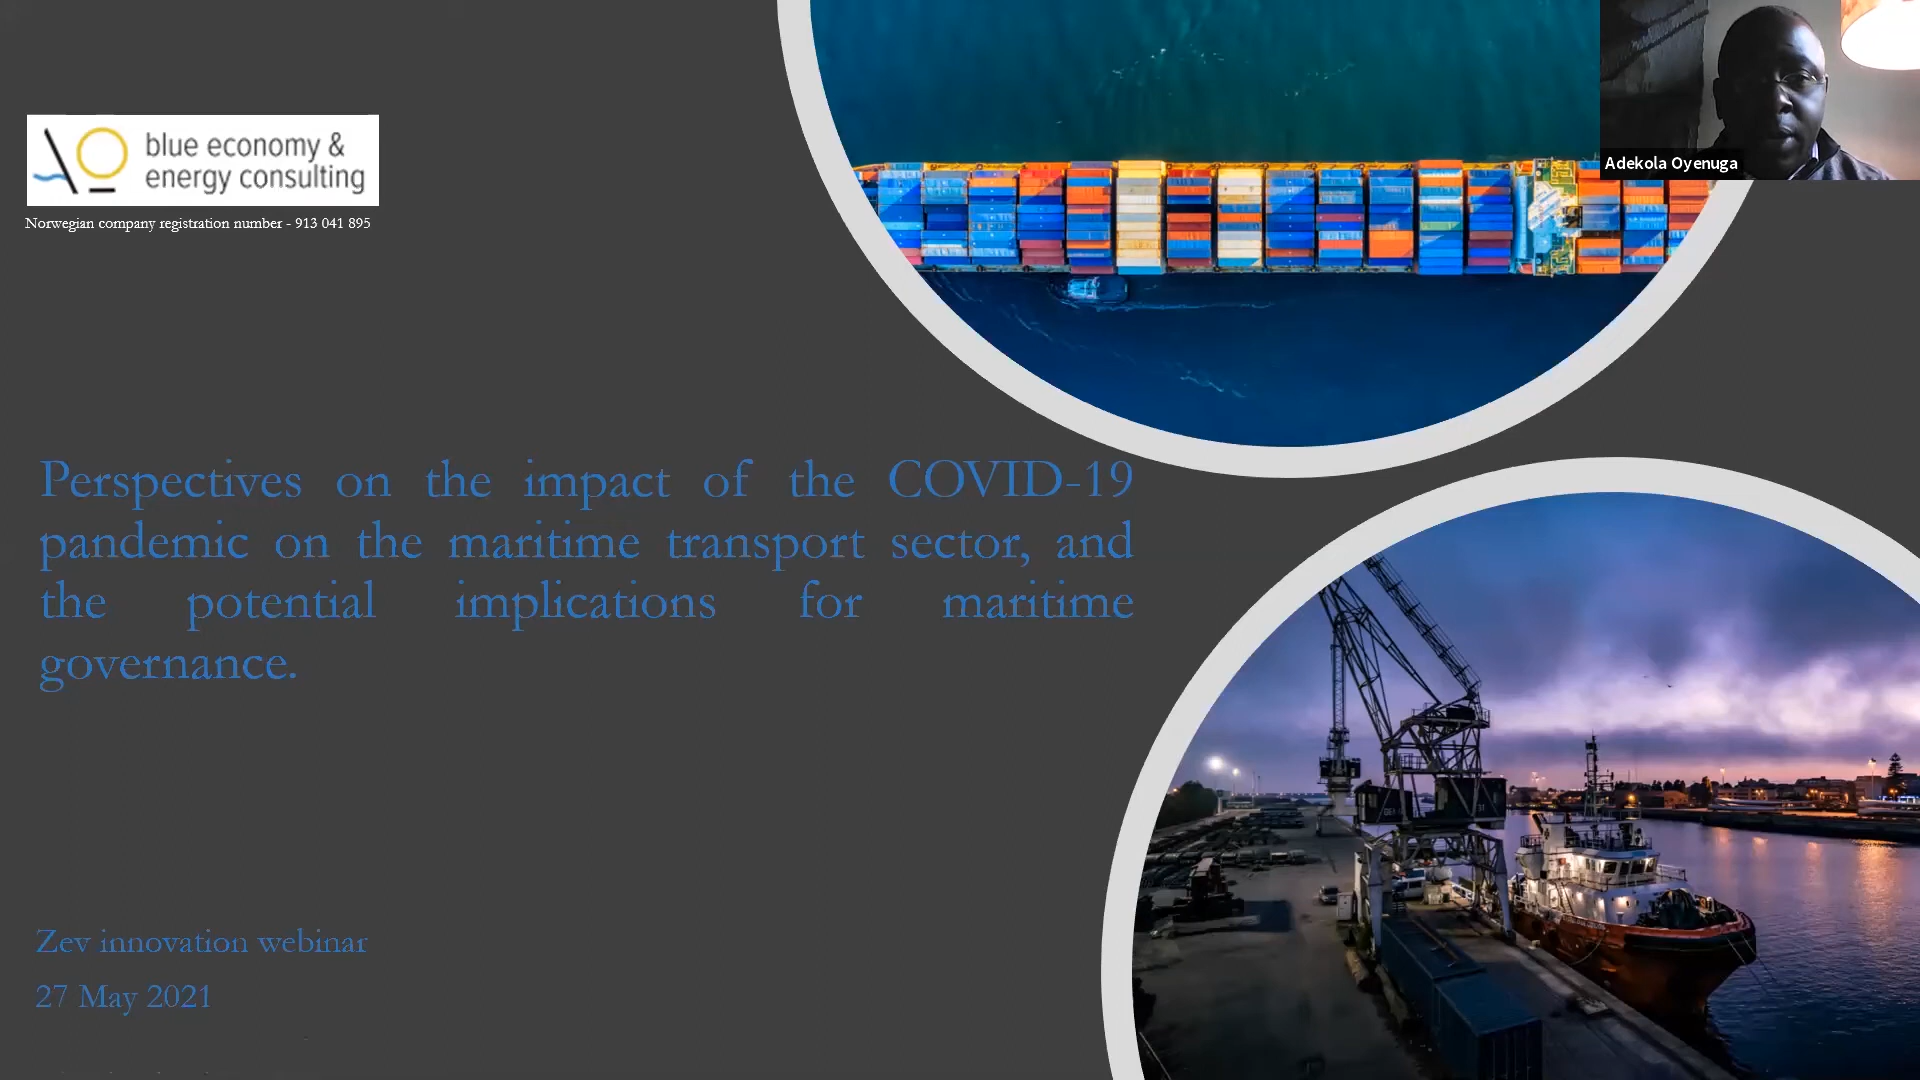 AO blue economy &
energy consulting
Norwegian company registration number - 913 041 895
Adekola Oyenuga
Perspectives on the impact of the COVID-19
pandemic on the maritime transport sector, and
the potential implications for maritime
governance.
Zev innovation webinar
27 May 2021